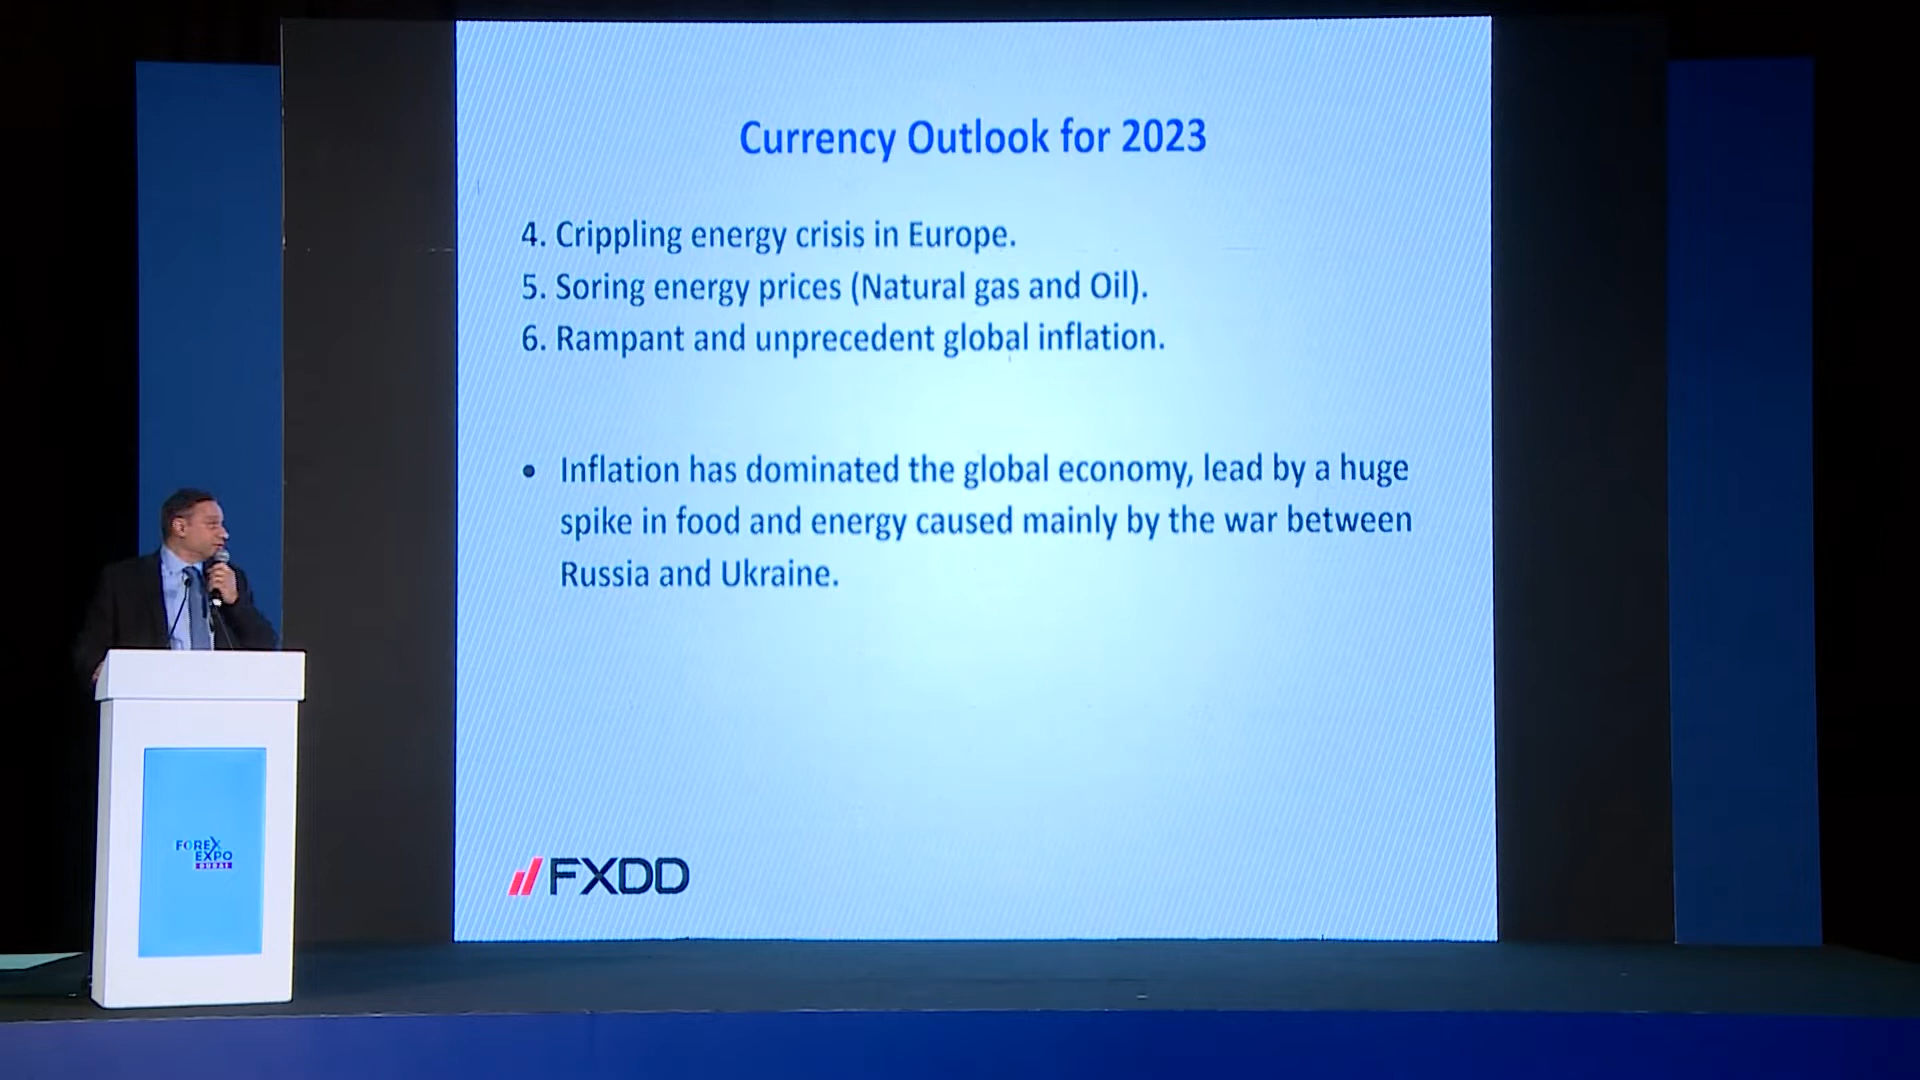 Currency Outlook for 2023
4. Crippling energy crisis in Europe.
5. Soring energy prices (Natural gas and Oil).
6. Rampant and unprecedent global inflation.
• Inflation has dominated the global economy, lead by a huge
spike in food and energy caused mainly by the war between
Russia and Ukraine.
FXDD
FOREX
EXPO
DUBAI